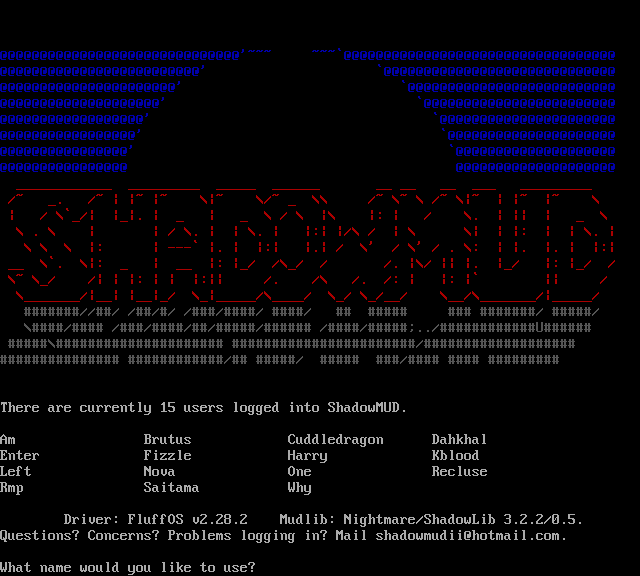 SHADOWMUD
There are currently 15 users logged into ShadowMUD.
Am Brutus Cuddledragon Dahkhal
Enter Fizzle Harry Kblood
Left Nova One Recluse
Rmp Saitama Why
Driver: FluffOS v2.28.2 Mudlib: Nightmare/ShadowLib 3.2.2/0.5.
Questions? Concerns? Problems logging in? Mail shadowmudii@hotmail.com.
What name would you like to use?